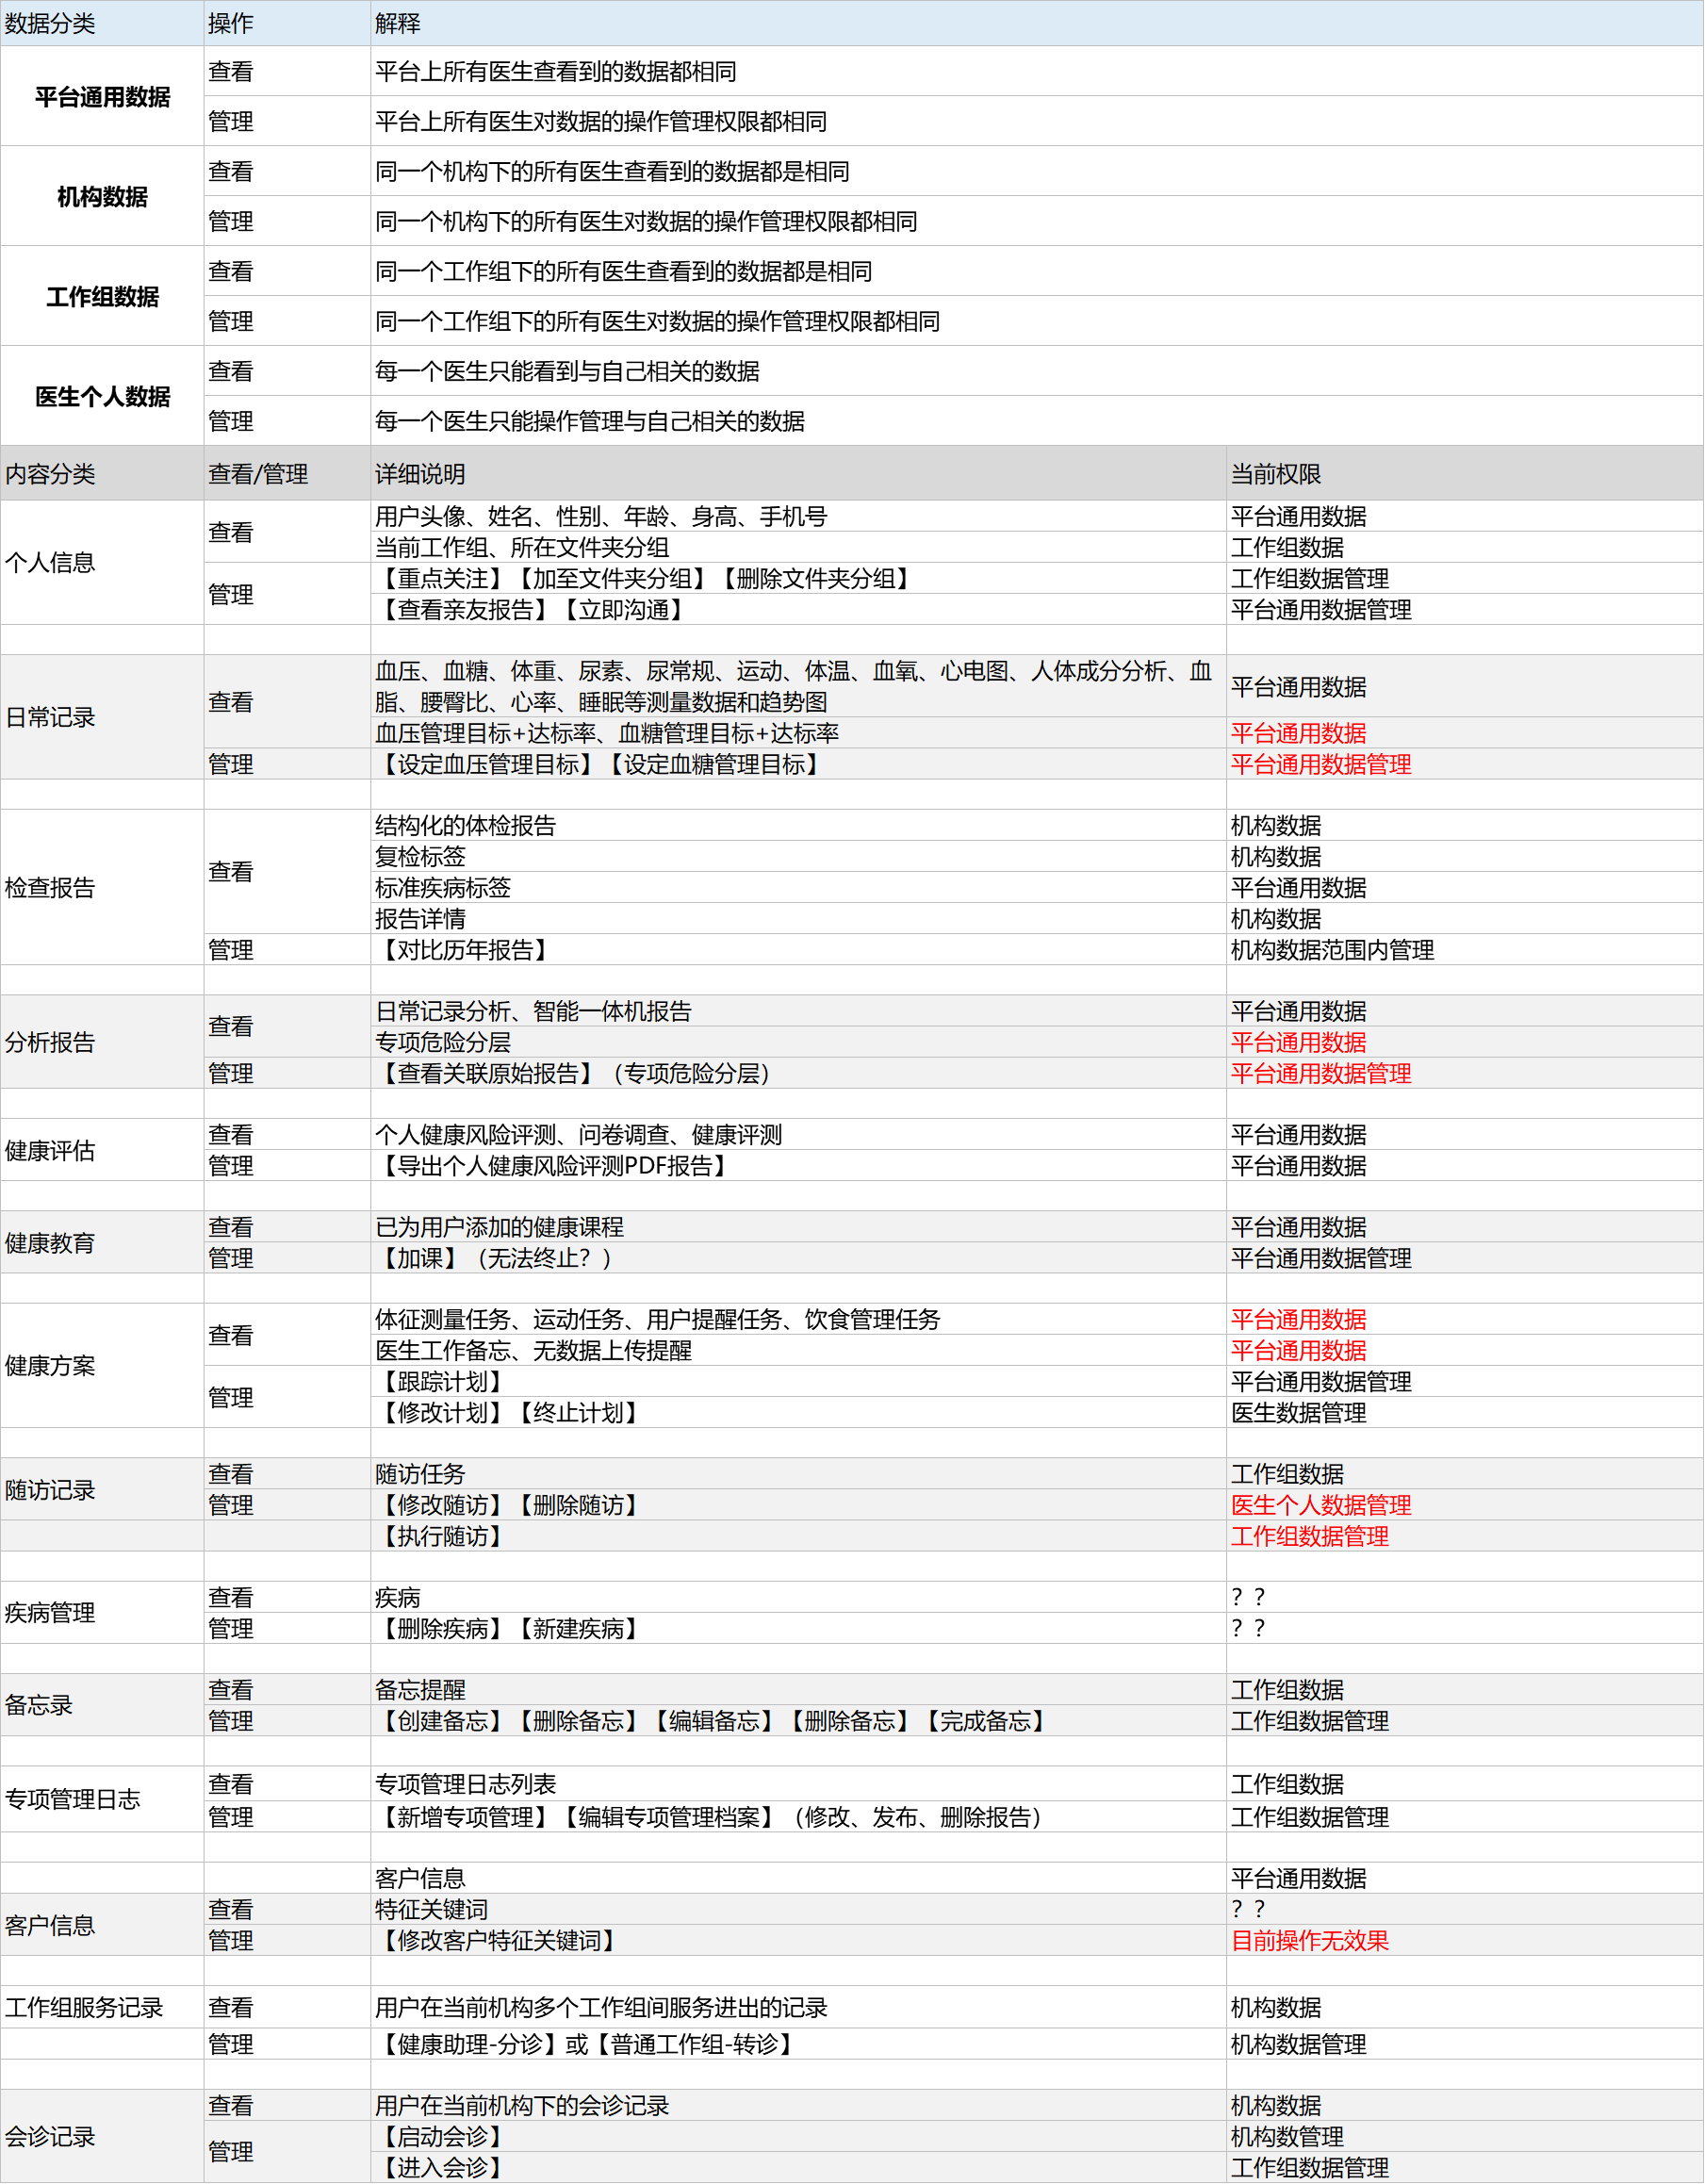 数据分类 操作 解释
平台通用数据 查看 平台上所有医生查看到的数据都相同
管理 平台上所有医生对数据的操作管理权限都相同
机构数据 查看 同一个机构下的所有医生查看到的数据都是相同
管理 同一个机构下的所有医生对数据的操作管理权限都相同
工作组数据 查看 同一个工作组下的所有医生查看到的数据都是相同
管理 同一个工作组下的所有医生对数据的操作管理权限都相同
医生个人数据 查看 每一个医生只能看到与自己相关的数据
管理 每一个医生只能操作管理与自己相关的数据
内容分类 查看/管理 详细说明 当前权限
个人信息 查看 用户头像、姓名、性别、年龄、身高、手机号 平台通用数据
当前工作组、所在文件夹分组 工作组数据
管理 【重点关注】【加至文件夹分组】【删除文件夹分组】 工作组数据管理
【查看亲友报告】【立即沟通】 平台通用数据管理
日常记录 查看 血压、血糖、体重、尿素、尿常规、运动、体温、血氧、心电图、人体成分分析、血
脂、腰臀比、心率、睡眠等测量数据和趋势图 平台通用数据
血压管理目标+达标率、血糖管理目标+达标率 平台通用数据
管理 【设定血压管理目标】【设定血糖管理目标】 平台通用数据管理
检查报告 查看 结构化的体检报告 机构数据
复检标签 机构数据
标准疾病标签 平台通用数据
报告详情 机构数据
管理 【对比历年报告】 机构数据范围内管理
分析报告 查看 日常记录分析、智能一体机报告 平台通用数据
专项危险分层 平台通用数据
管理 【查看关联原始报告】（专项危险分层） 平台通用数据管理
健康评估 查看 个人健康风险评测、问卷调查、健康评测 平台通用数据
管理 【导出个人健康风险评测PDF报告】 平台通用数据
健康教育 查看 已为用户添加的健康课程 平台通用数据
管理 【加课】（无法终止？） 平台通用数据管理
健康方案 查看 体征测量任务、运动任务、用户提醒任务、饮食管理任务 平台通用数据
医生工作备忘、无数据上传提醒 平台通用数据
管理 【跟踪计划】 平台通用数据管理
【修改计划】【终止计划】 医生数据管理
随访记录 查看 随访任务 工作组数据
管理 【修改随访】【删除随访】 医生个人数据管理
【执行随访】 工作组数据管理
疾病管理 查看 疾病 ？？
管理 【删除疾病】【新建疾病】 ？？
备忘录 查看 备忘提醒 工作组数据
管理 【创建备忘】【删除备忘】【编辑备忘】【删除备忘】【完成备忘】 工作组数据管理
专项管理日志 查看 专项管理日志列表 工作组数据
管理 【新增专项管理】【编辑专项管理档案】（修改、发布、删除报告） 工作组数据管理
客户信息 平台通用数据
客户信息 查看 特征关键词 ？？
管理 【修改客户特征关键词】 目前操作无效果
工作组服务记录 查看 用户在当前机构多个工作组间服务进出的记录 机构数据
管理 【健康助理-分诊】或【普通工作组-转诊】 机构数据管理
会诊记录 查看 用户在当前机构下的会诊记录 机构数据
管理 【启动会诊】 机构数管理
【进入会诊】 工作组数据管理